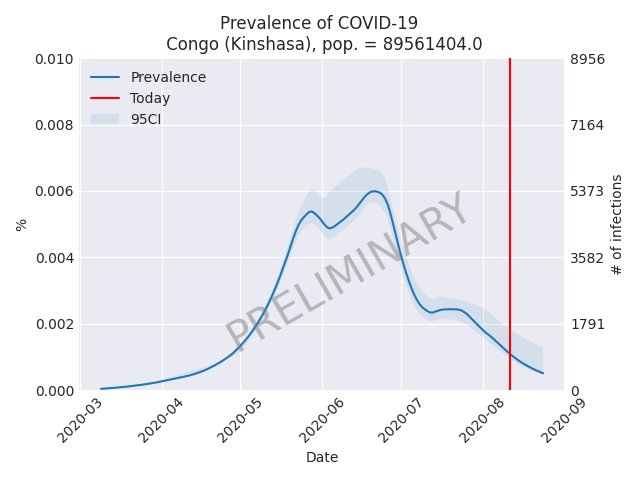 Prevalence of COVID-19
Congo (Kinshasa), pop. = 89561404.0
0.010
0.008
0.006
0.004
0.002
0.000
%
8956
7164
5373
3582
1791
0
# of infections
Prevalence
Today
95CI
PRELIMINARY
2020-03
2020-04
2020-05
2020-06
2020-07
2020-08
2020-09
Date